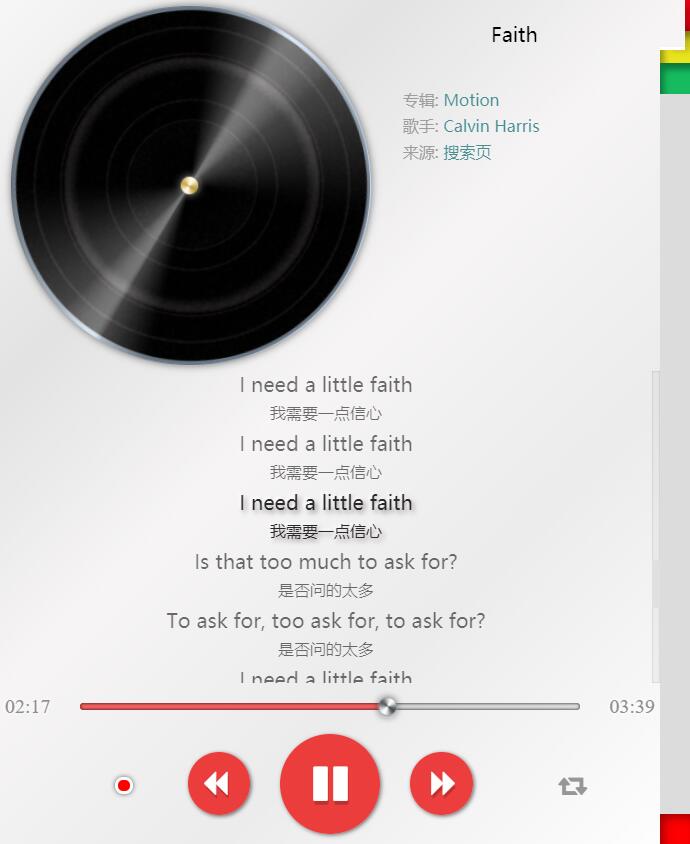 Faith
专辑: Motion
歌手: Calvin Harris
来源: 搜索页
I need a little faith
我需要一点信心
I need a little faith
我需要一点信心
I need a little faith
我需要一点信心
Is that too much to ask for?
是否问的太多
To ask for, too ask for, to ask for?
是否问的太多
I need a little faith
02:17
03:39